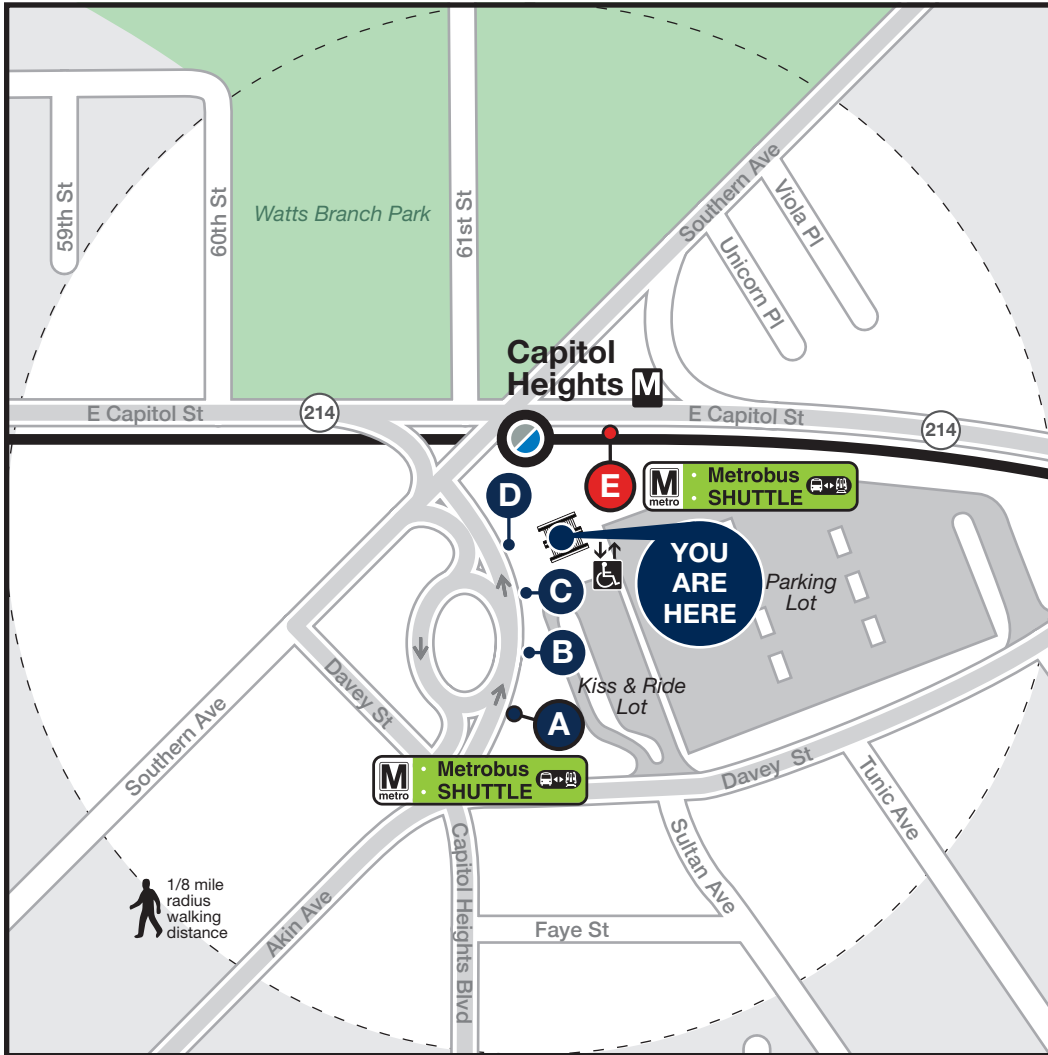 59th St
60th St
Watts Branch Park
61st St
Southern Ave
Viola Pl
Unicorn Pl
Capitol
Heights M
E Capitol St
214
E Capitol St
214
D
E
M
metro
· Metrobus
· SHUTTLE
YOU
ARE
HERE
C
Parking
Lot
B
Kiss & Ride
Lot
A
Davey St
Southern Ave
M
metro
· Metrobus
· SHUTTLE
Davey St
Tunic Ave
Sultan Ave
Capitol Heights Blvd
Akin Ave
Faye St
1/8 mile
radius
walking
distance